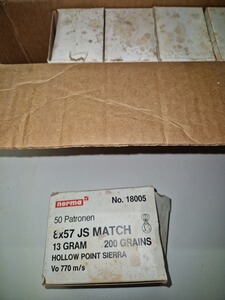 norma No. 18005
50 Patronen
8x57 JS MATCH
13 GRAM 200 GRAINS
HOLLOW POINT SIERRA
Vo 770 m/s